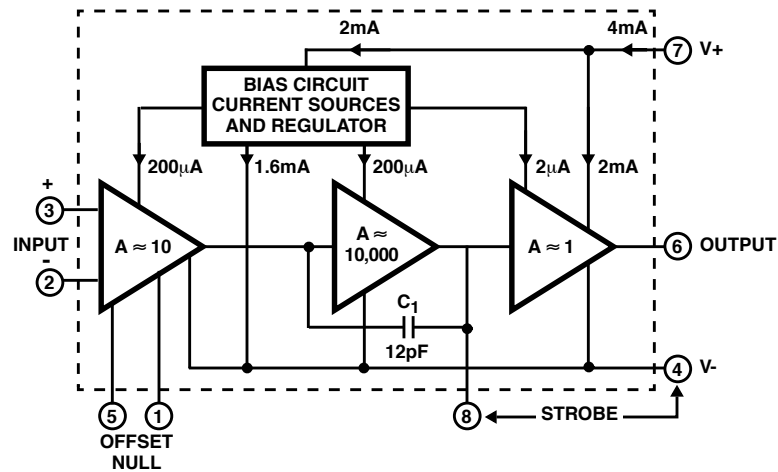 2mA
4mA
7
V+
BIAS CIRCUIT
CURRENT SOURCES
AND REGULATOR
200µA
1.6mA
200µA
2µA
2mA
+
3
INPUT
-
2
A ≈ 10
A ≈
10,000
A ≈ 1
6
OUTPUT
C1
12pF
4
V-
5
1
8
STROBE
OFFSET
NULL